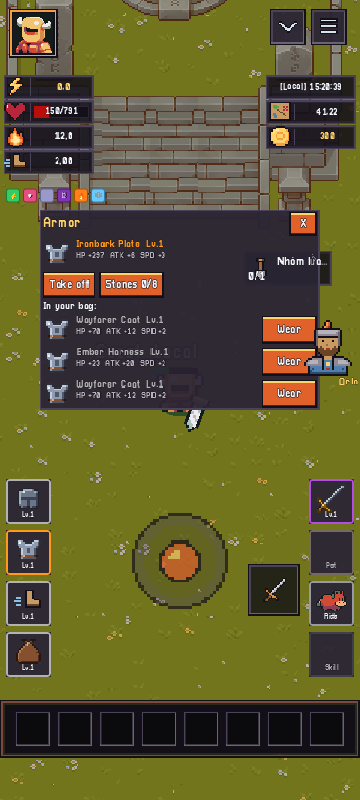 0.0
150/791
12,0
2,00
[Local] 15:20:39
41,22
300
R
Armor
X
Ironbark Plate Lv.1
HP +297 ATK +6 SPD +3
Take off
Stones 0/8
0/1
In your bag:
Wayfarer Coat Lv.1
HP +70 ATK +12 SPD +2
Wear
Ember Harness Lv.1
HP +23 ATK +20 SPD +2
Wear
Wayfarer Coat Lv.1
HP +70 ATK +12 SPD +2
Wear
Orin
Lv.1
Lv.1
Lv.1
Pet
Lv.1
Ride
Lv.1
Skill